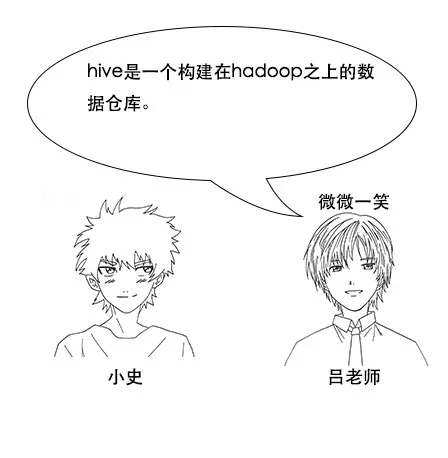 hive是一个构建在hadoop之上的数
据仓库。
微微一笑
小史
吕老师